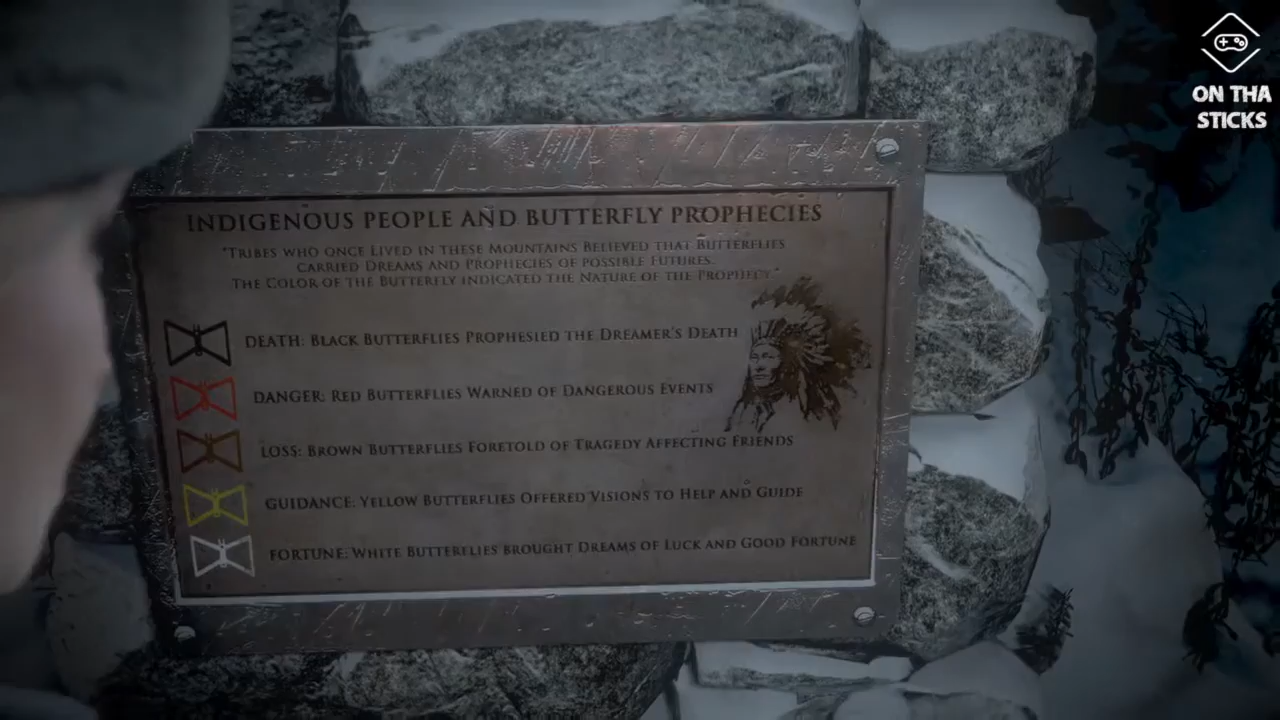 INDIGENOUS PEOPLE AND BUTTERFLY PROPHECIES
"TRIBES WHO ONCE LIVED IN THESE MOUNTAINS BELIEVED THAT BUTTERFLIES
CARRIED DREAMS AND PROPHECIES OF POSSIBLE FUTURES.
THE COLOR OF THE BUTTERFLY INDICATED THE NATURE OF THE PROPHECY."
DEATH: BLACK BUTTERFLIES PROPHESIED THE DREAMER'S DEATH
DANGER: RED BUTTERFLIES WARNED OF DANGEROUS EVENTS
LOSS: BROWN BUTTERFLIES FORETOLD OF TRAGEDY AFFECTING FRIENDS
GUIDANCE: YELLOW BUTTERFLIES OFFERED VISIONS TO HELP AND GUIDE
FORTUNE: WHITE BUTTERFLIES BROUGHT DREAMS OF LUCK AND GOOD FORTUNE
ON THA
STICKS